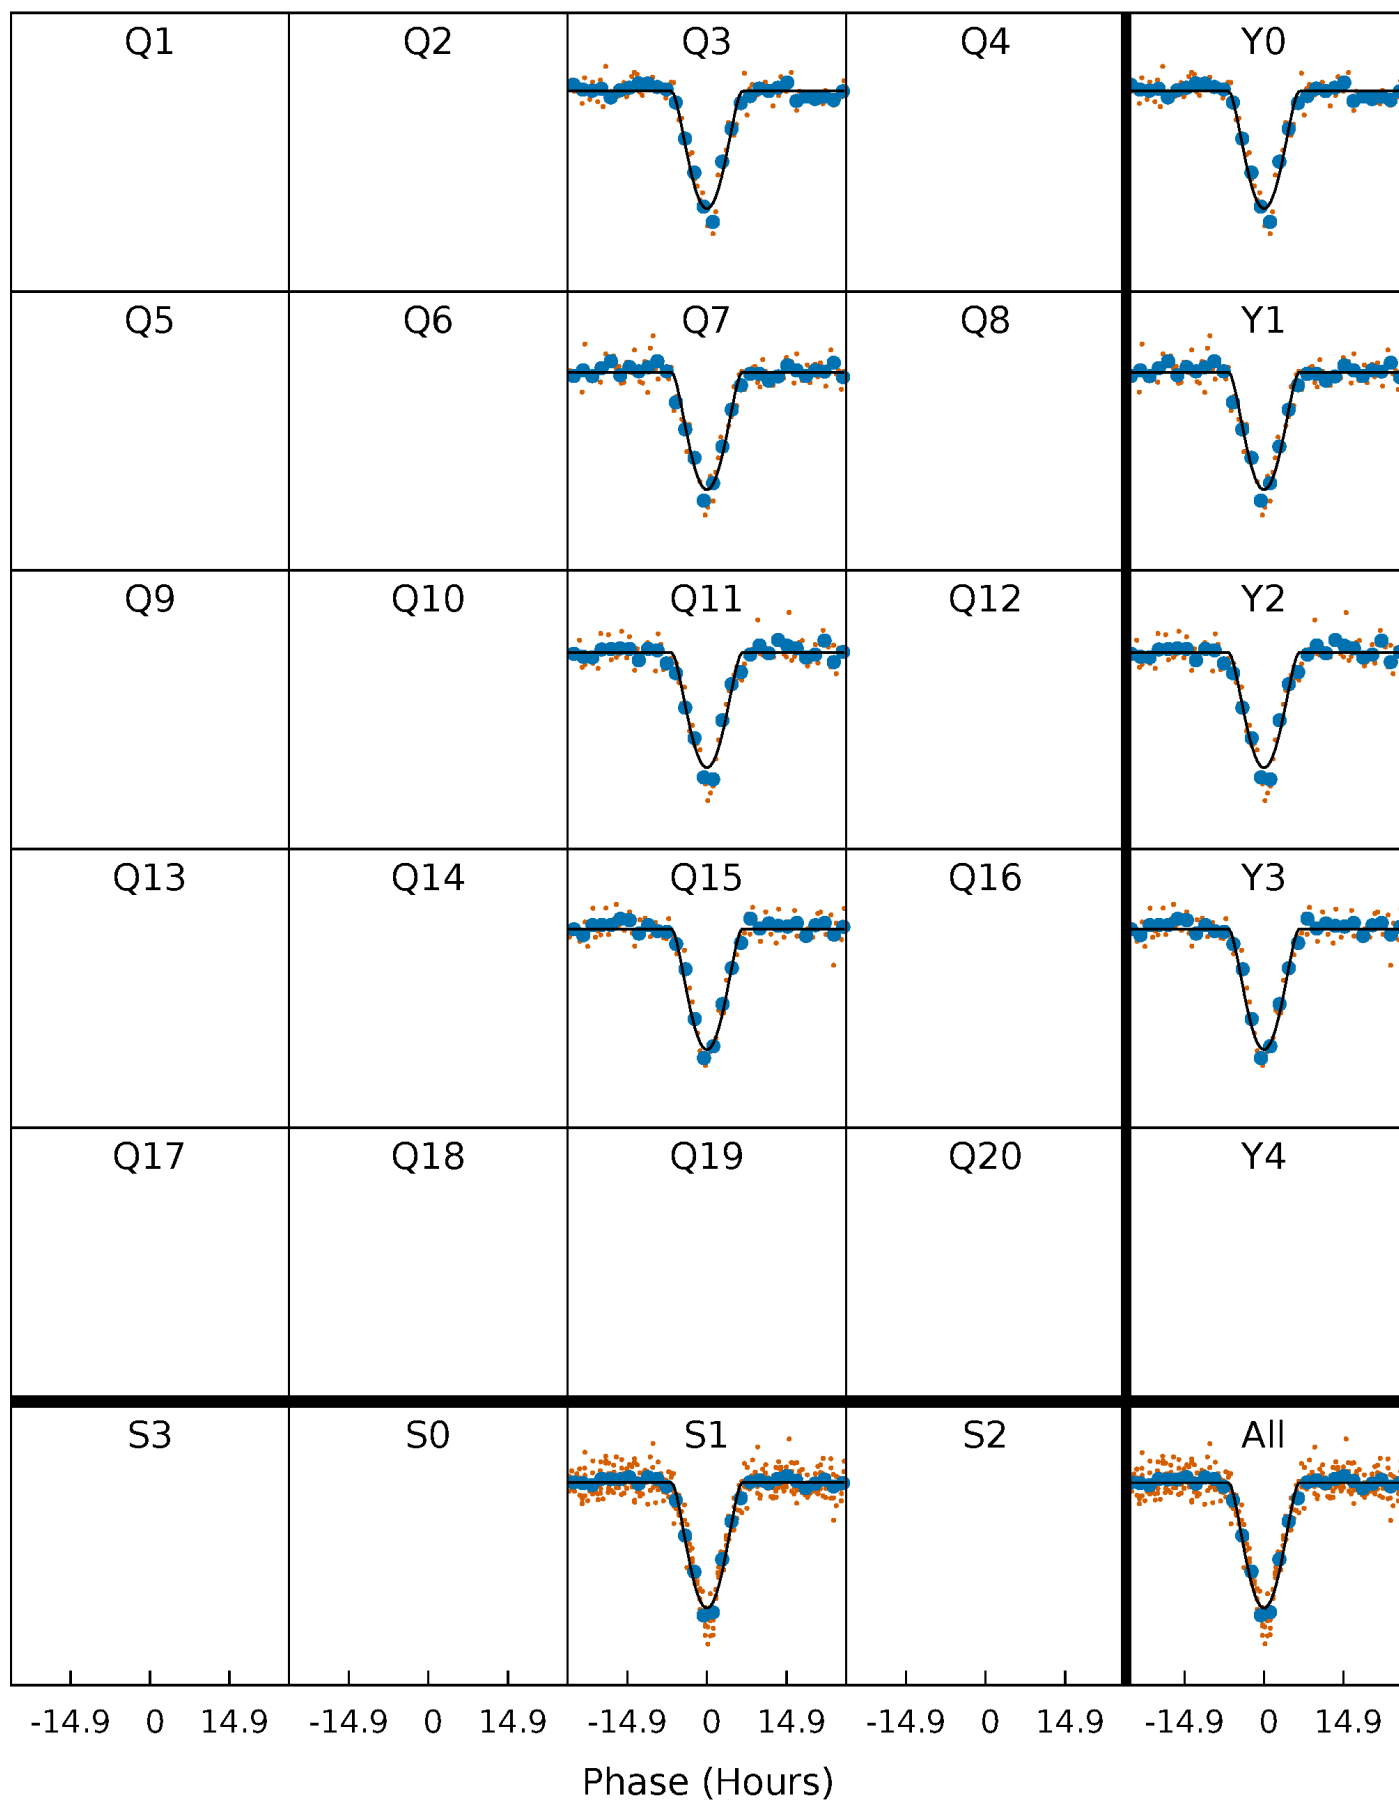 Q1 Q2 Q3 Q4 Y0
Q5 Q6 Q7 Q8 Y1
Q9 Q10 Q11 Q12 Y2
Q13 Q14 Q15 Q16 Y3
Q17 Q18 Q19 Q20 Y4
S3 S0 S1 S2 All
-14.9 0 14.9 -14.9 0 14.9 -14.9 0 14.9 -14.9 0 14.9 -14.9 0 14.9
Phase (Hours)